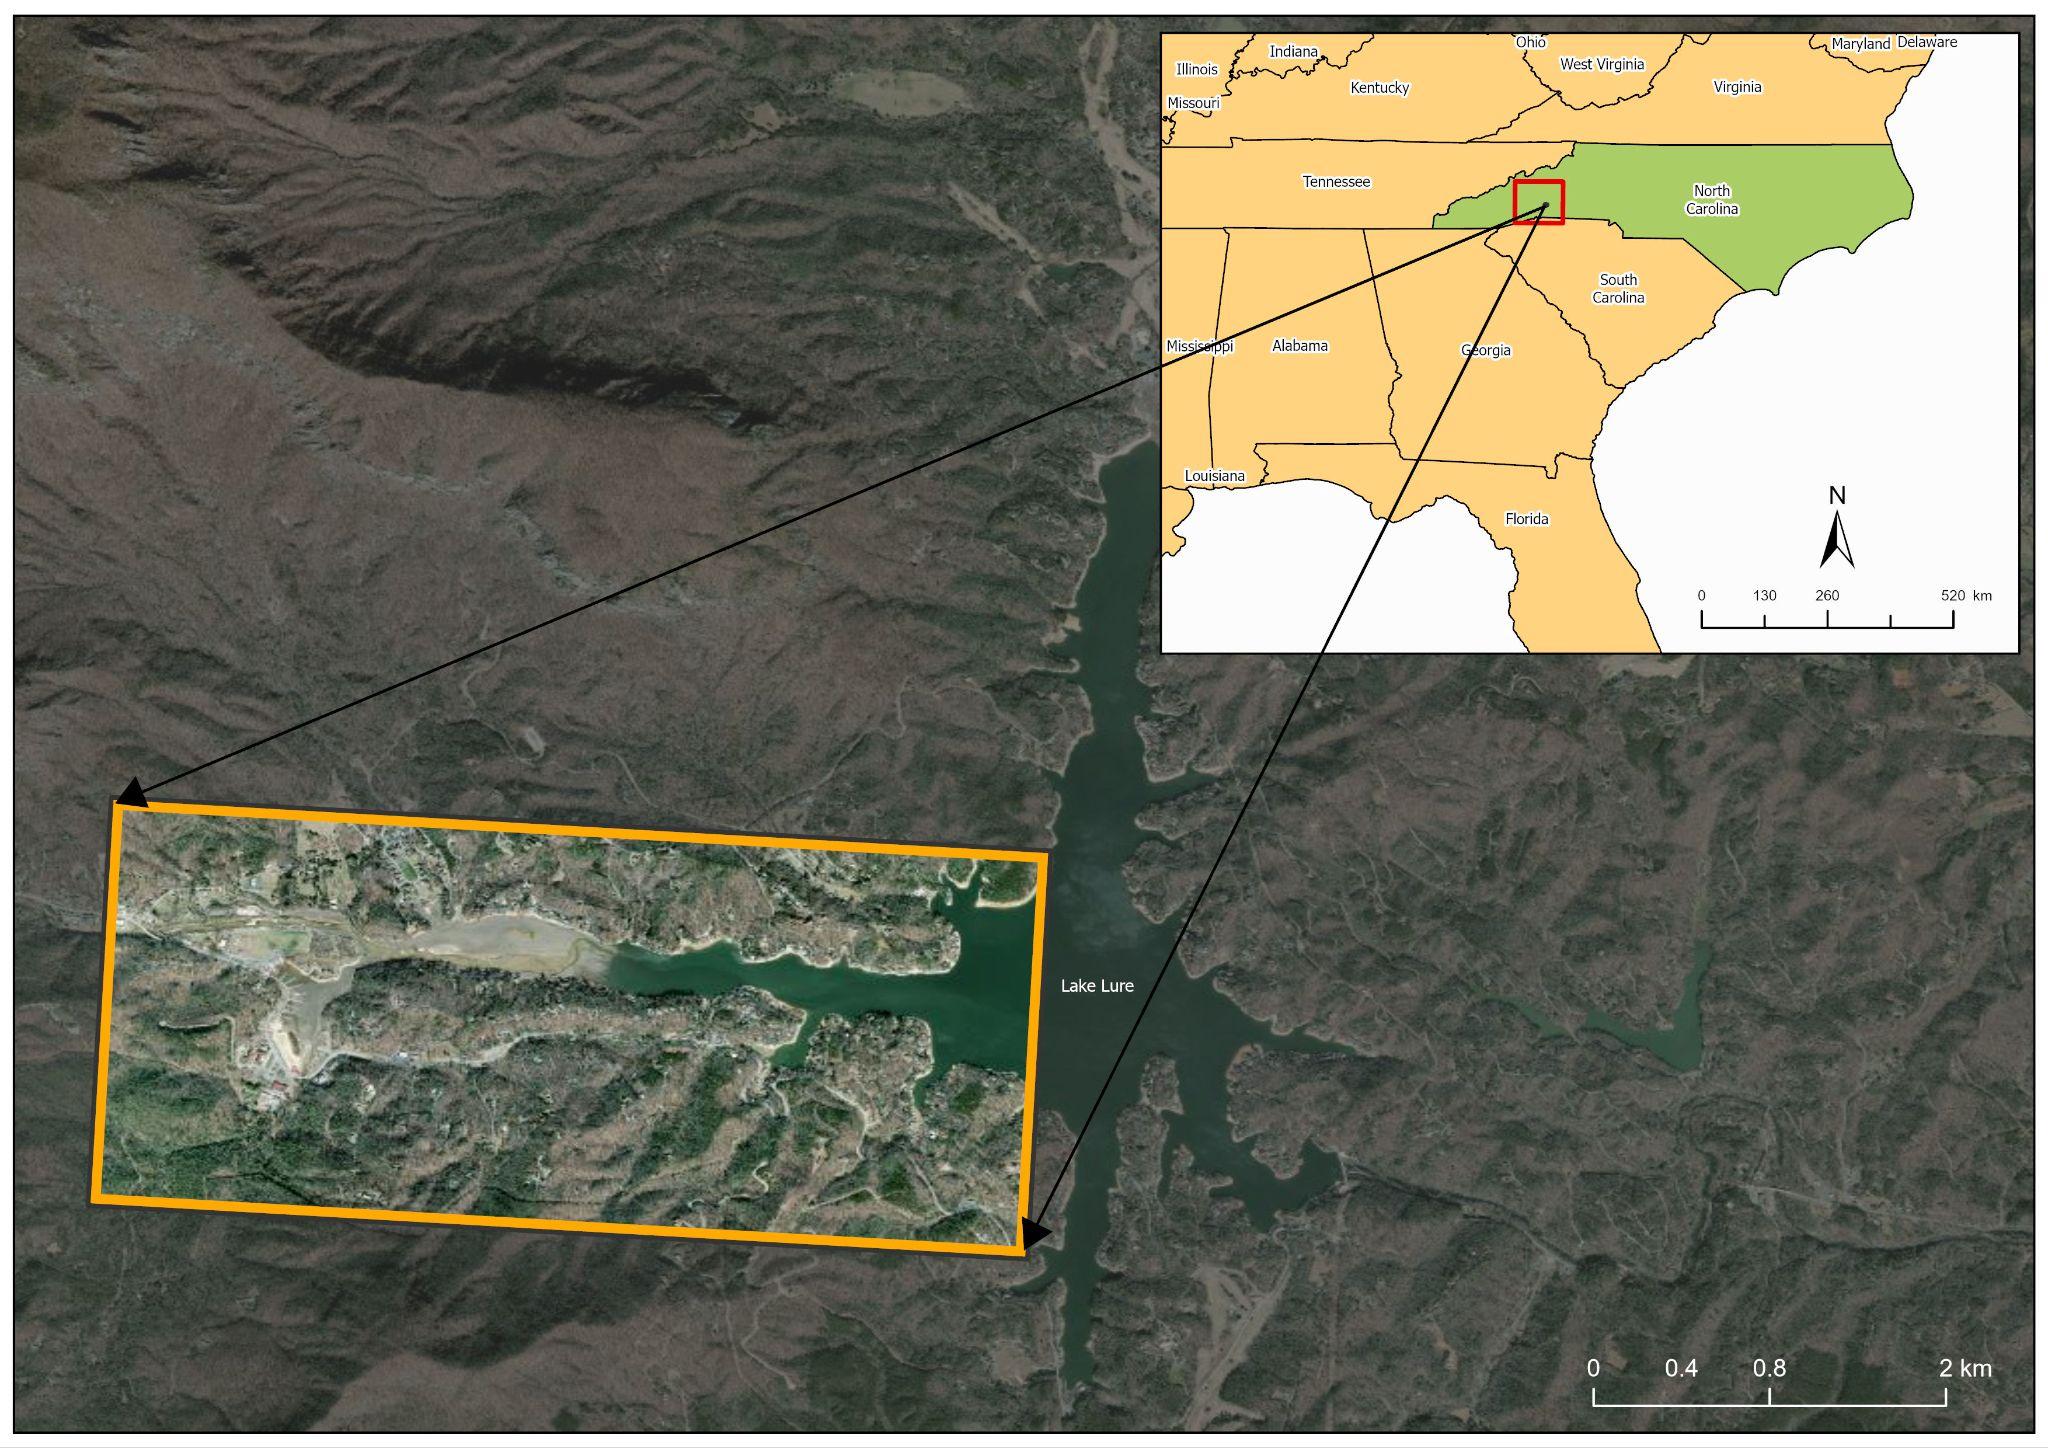 Illinois
Indiana
Ohio
West Virginia
Maryland
Delaware
Missouri
Kentucky
Virginia
Tennessee
North
Carolina
South
Carolina
Mississippi
Alabama
Georgia
Louisiana
Florida
N
0 130 260 520 km
Lake Lure
0 0.4 0.8 2 km